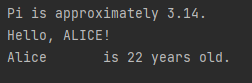 Pi is approximately 3.14.
Hello, ALICE!
Alice      is 22 years old.